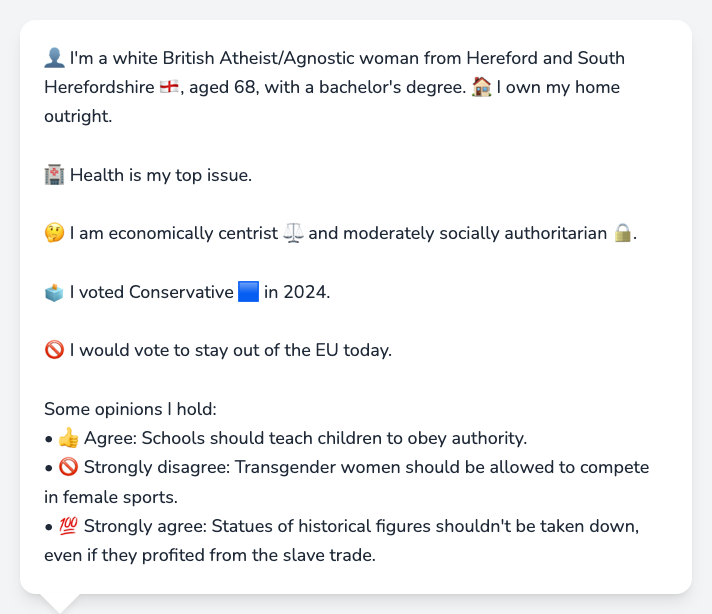 👤 I'm a white British Atheist/Agnostic woman from Hereford and South
Herefordshire 🏴󠁧󠁢󠁥󠁮󠁧󠁿, aged 68, with a bachelor's degree. 🏠 I own my home
outright.
🏥 Health is my top issue.
🤔 I am economically centrist ⚖️ and moderately socially authoritarian 🔒.
🗳️ I voted Conservative 🟦 in 2024.
🚫 I would vote to stay out of the EU today.
Some opinions I hold:
• 👍 Agree: Schools should teach children to obey authority.
• 🚫 Strongly disagree: Transgender women should be allowed to compete
in female sports.
• 💯 Strongly agree: Statues of historical figures shouldn't be taken down,
even if they profited from the slave trade.